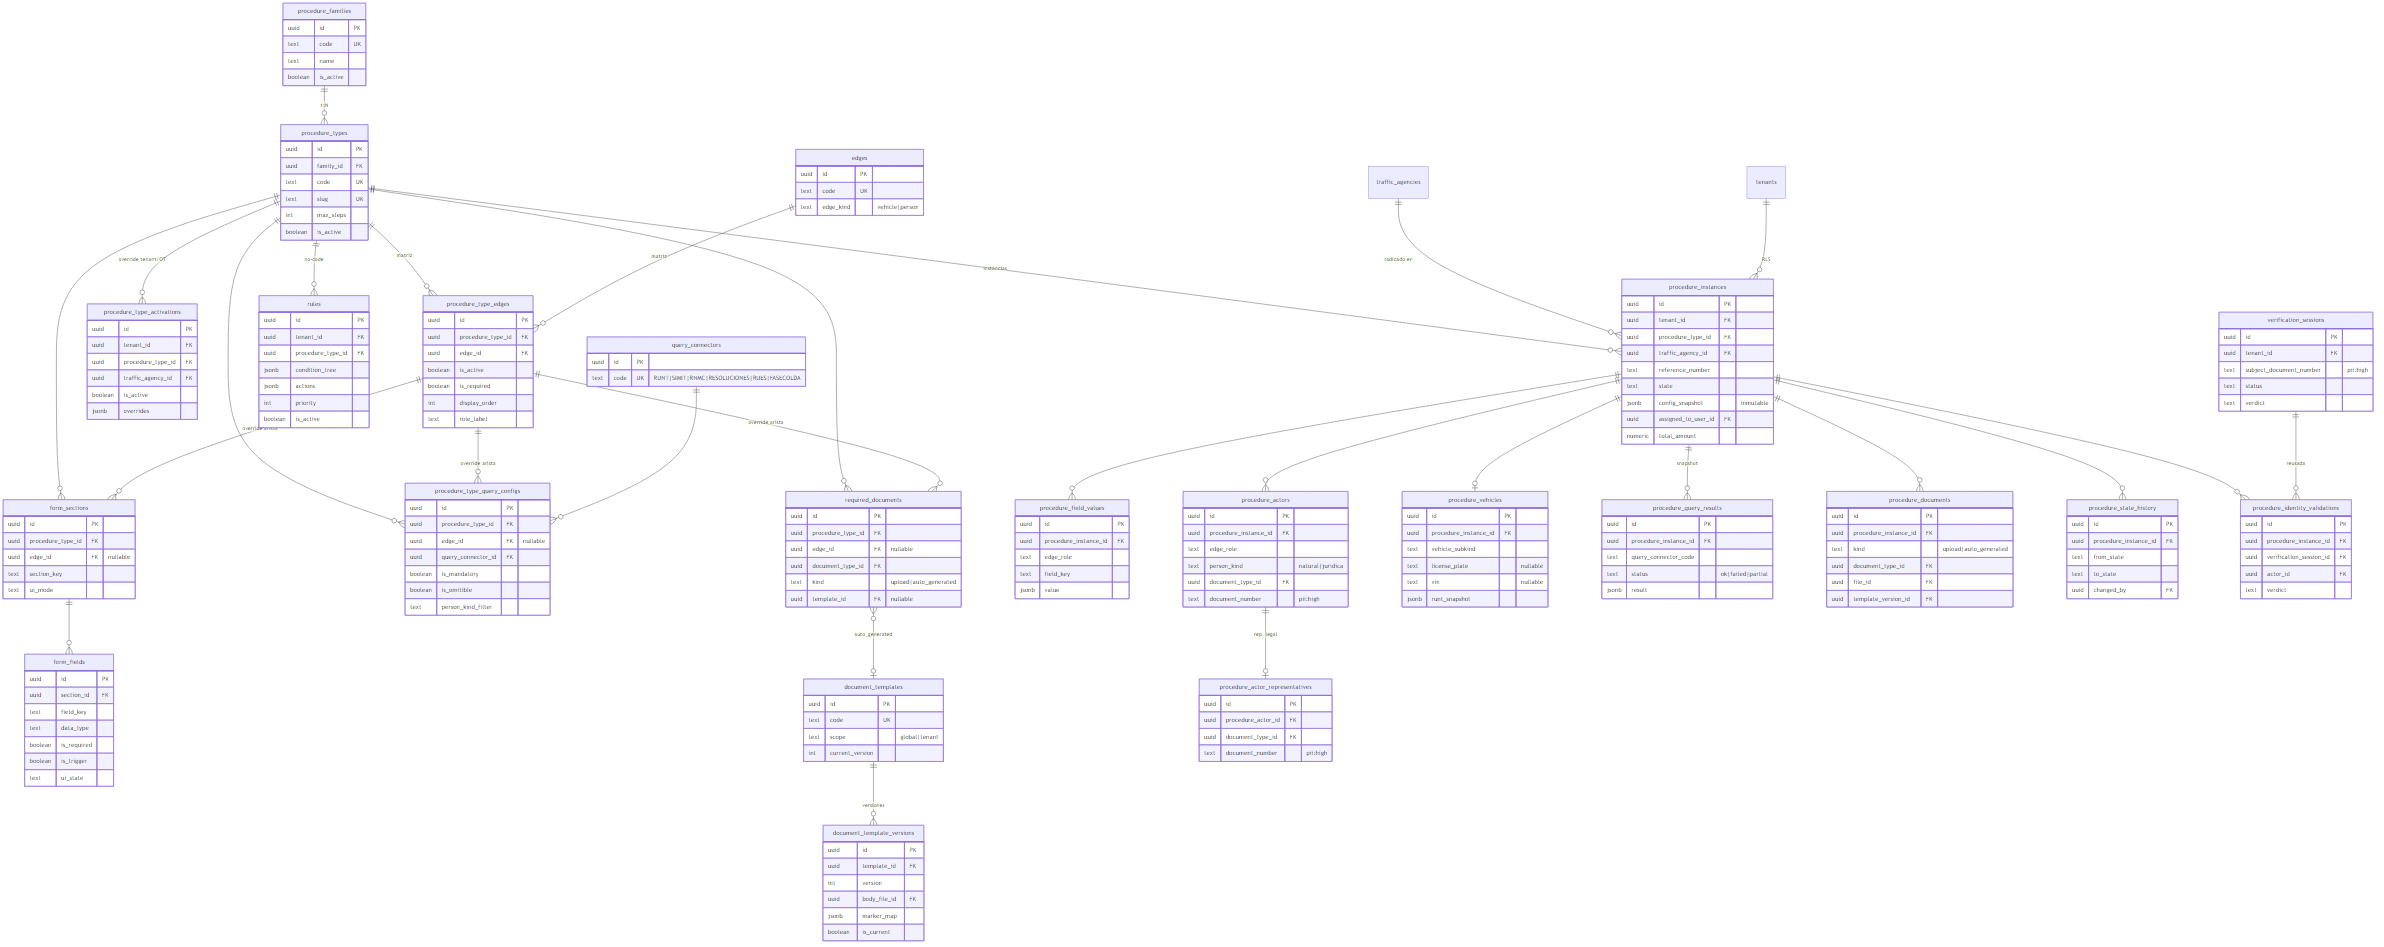 procedure_families
uuid id PK
text code UK
text name
boolean is_active
1:N
procedure_types
uuid id PK
uuid family_id FK
text code UK
text slug UK
int max_steps
boolean is_active
edges
uuid id PK
text code UK
text edge_kind vehicle|person
traffic_agencies
tenants
override tenant/OT
no-code
matriz
matriz
instancias
radicado en
RLS
procedure_type_activations
uuid id PK
uuid tenant_id FK
uuid procedure_type_id FK
uuid traffic_agency_id FK
boolean is_active
jsonb overrides
rules
uuid id PK
uuid tenant_id FK
uuid procedure_type_id FK
jsonb condition_tree
jsonb actions
int priority
boolean is_active
procedure_type_edges
uuid id PK
uuid procedure_type_id FK
uuid edge_id FK
boolean is_active
boolean is_required
int display_order
text role_label
query_connectors
uuid id PK
text code UK RUNT|SIMIT|RNMC|RESOLUCIONES|RUES|FASECOLDA
procedure_instances
uuid id PK
uuid tenant_id FK
uuid procedure_type_id FK
uuid traffic_agency_id FK
text reference_number
text state
jsonb config_snapshot inmutable
uuid assigned_to_user_id FK
numeric total_amount
verification_sessions
uuid id PK
uuid tenant_id FK
text subject_document_number pii:high
text status
text verdict
override arista
override arista
override arista
snapshot
reusada
form_sections
uuid id PK
uuid procedure_type_id FK
uuid edge_id FK nullable
text section_key
text ui_mode
procedure_type_query_configs
uuid id PK
uuid procedure_type_id FK
uuid edge_id FK nullable
uuid query_connector_id FK
boolean is_mandatory
boolean is_omitible
text person_kind_filter
required_documents
uuid id PK
uuid procedure_type_id FK
uuid edge_id FK nullable
uuid document_type_id FK
text kind upload|auto_generated
uuid template_id FK nullable
procedure_field_values
uuid id PK
uuid procedure_instance_id FK
text edge_role
text field_key
jsonb value
procedure_actors
uuid id PK
uuid procedure_instance_id FK
text edge_role
text person_kind natural|juridica
uuid document_type_id FK
text document_number pii:high
procedure_vehicles
uuid id PK
uuid procedure_instance_id FK
text vehicle_subkind
text license_plate nullable
text vin nullable
jsonb runt_snapshot
procedure_query_results
uuid id PK
uuid procedure_instance_id FK
text query_connector_code
text status ok|failed|partial
jsonb result
procedure_documents
uuid id PK
uuid procedure_instance_id FK
text kind upload|auto_generated
uuid document_type_id FK
uuid file_id FK
uuid template_version_id FK
procedure_state_history
uuid id PK
uuid procedure_instance_id FK
text from_state
text to_state
uuid changed_by FK
procedure_identity_validations
uuid id PK
uuid procedure_instance_id FK
uuid verification_session_id FK
uuid actor_id FK
text verdict
auto_generated
rep. legal
form_fields
uuid id PK
uuid section_id FK
text field_key
text data_type
boolean is_required
boolean is_trigger
text ui_state
document_templates
uuid id PK
text code UK
text scope global|tenant
int current_version
procedure_actor_representatives
uuid id PK
uuid procedure_actor_id FK
uuid document_type_id FK
text document_number pii:high
versiones
document_template_versions
uuid id PK
uuid template_id FK
int version
uuid body_file_id FK
jsonb marker_map
boolean is_current